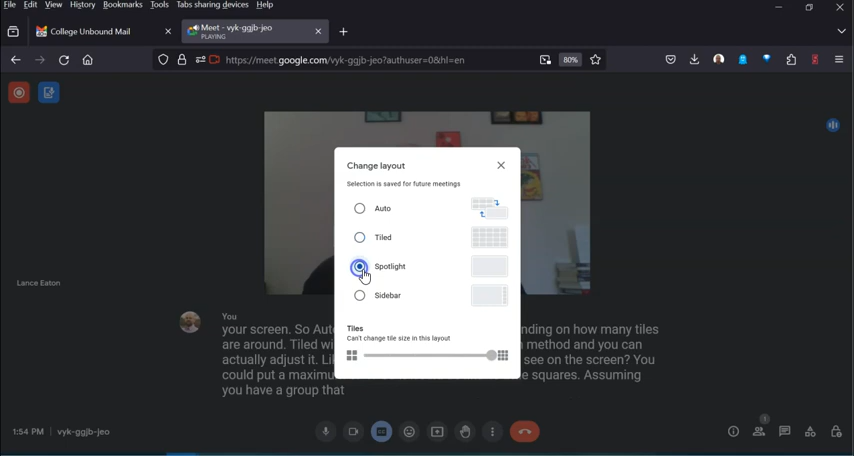 File Edit View History Bookmarks Tools Tabs sharing devices Help
College Unbound Mail
Meet - vyk-ggjb-jeo
PLAYING
https://meet.google.com/vyk-ggjb-jeo?authuser=0&hl=en
80%
Change layout
Selection is saved for future meetings
Auto
Tiled
Spotlight
Sidebar
Tiles
Can't change tile size in this layout
Lance Eaton
You
your screen. So Aut nding on how many tiles
are around. Tiled wi method and you can
actually adjust it. Li see on the screen? You
could put a maximu e squares. Assuming
you have a group that
1:54 PM vyk-ggjb-jeo
CC
1